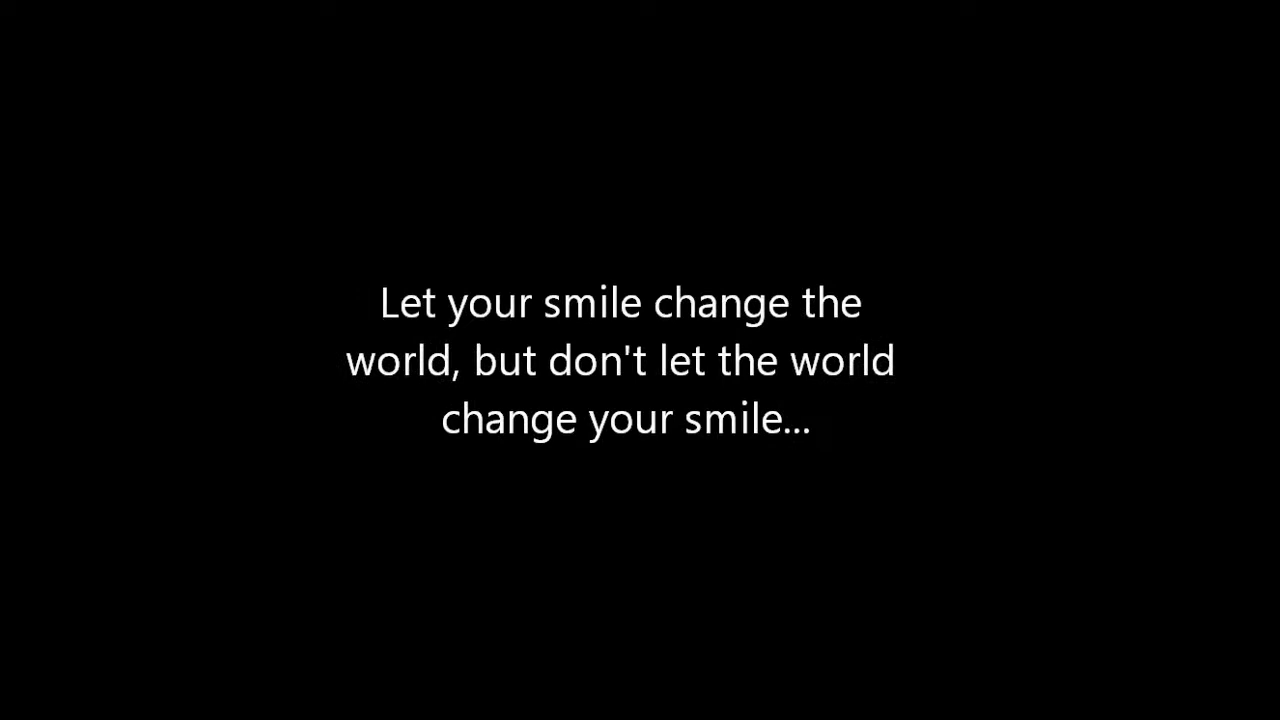 Let your smile change the
world, but don't let the world
change your smile...